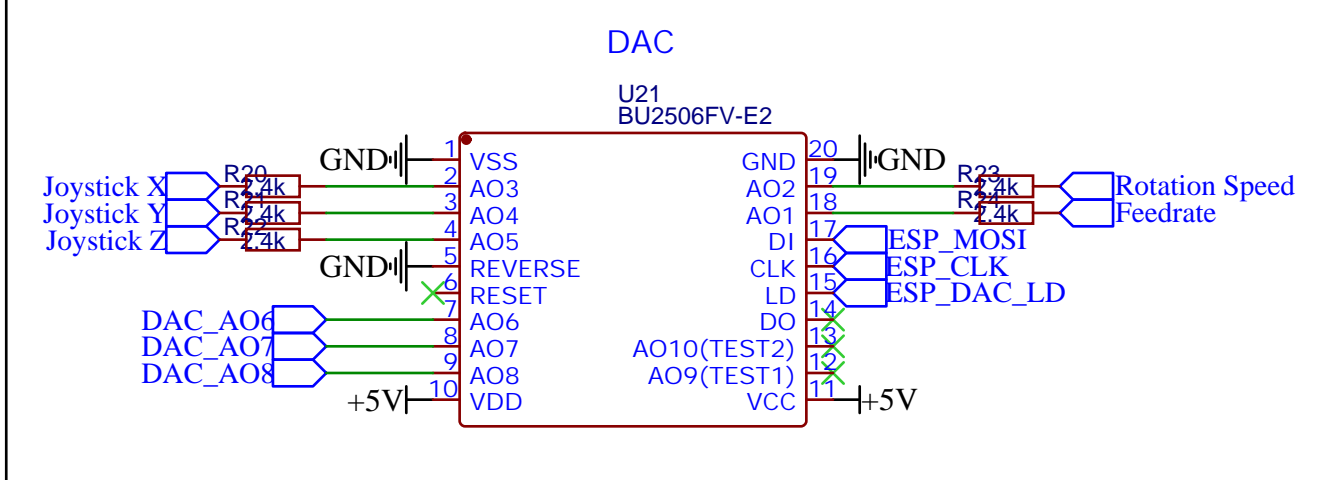 DAC
U21
BU2506FV-E2
GND 1 VSS GND 20 GND
Joystick X R20 2.4k 2 AO3 AO2 19 R23 2.4k Rotation Speed
Joystick Y R21 2.4k 3 AO4 AO1 18 R24 2.4k Feedrate
Joystick Z R22 2.4k 4 AO5 DI 17 ESP_MOSI
GND 5 REVERSE CLK 16 ESP_CLK
6 RESET LD 15 ESP_DAC_LD
DAC_AO6 7 AO6 DO 14
DAC_AO7 8 AO7 AO10(TEST2) 13
DAC_AO8 9 AO8 AO9(TEST1) 12
+5V 10 VDD VCC 11 +5V